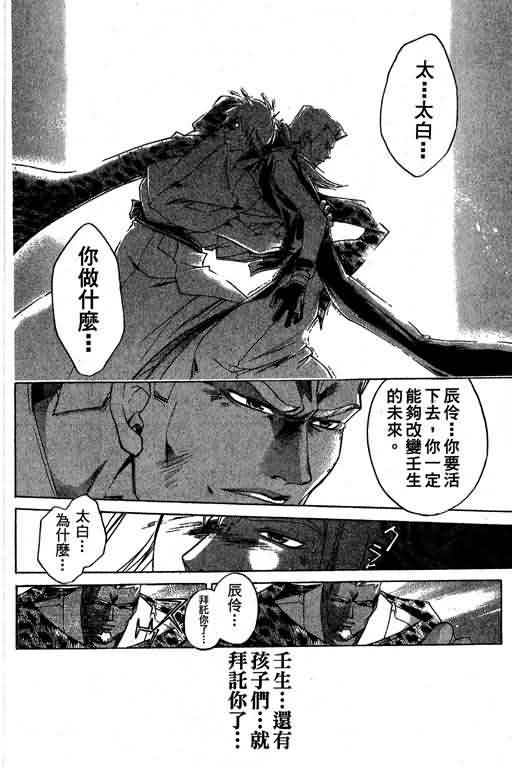 太…太白…
你做什麼…
辰伶…你要活
下去，你一定
能夠改變壬生
的未來。
太白…
為什麼…
辰伶…
拜託你了…
壬生…還有
孩子們…就
拜託你了…